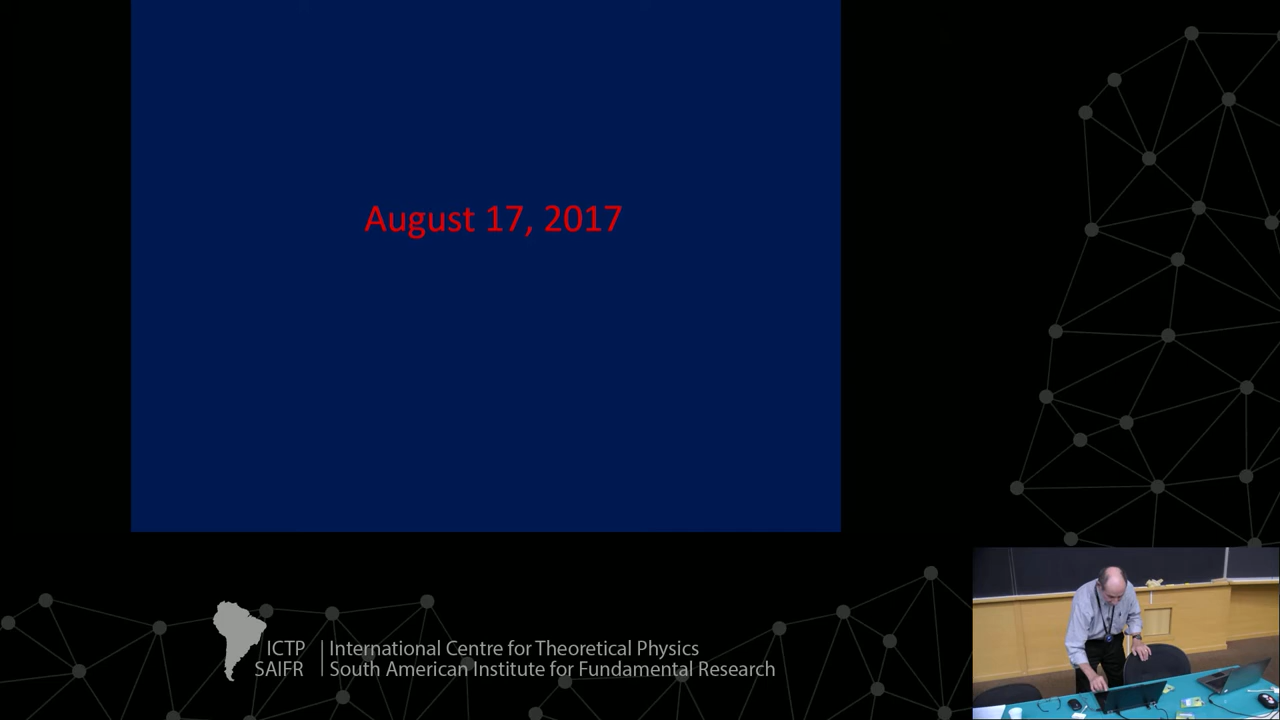 August 17, 2017
ICTP
SAIFR
International Centre for Theoretical Physics
South American Institute for Fundamental Research